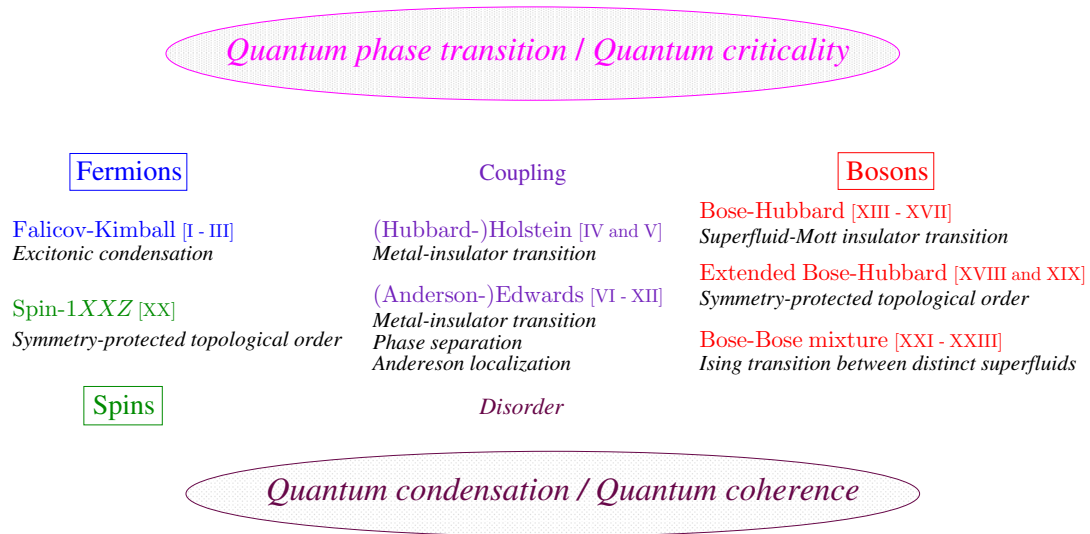 Quantum phase transition / Quantum criticality
Fermions
Falicov-Kimball [I - III]
Excitonic condensation
Spin-1XXZ [XX]
Symmetry-protected topological order
Spins
Coupling
(Hubbard-)Holstein [IV and V]
Metal-insulator transition
(Anderson-)Edwards [VI - XII]
Metal-insulator transition
Phase separation
Andereson localization
Disorder
Bosons
Bose-Hubbard [XIII - XVII]
Superfluid-Mott insulator transition
Extended Bose-Hubbard [XVIII and XIX]
Symmetry-protected topological order
Bose-Bose mixture [XXI - XXIII]
Ising transition between distinct superfluids
Quantum condensation / Quantum coherence